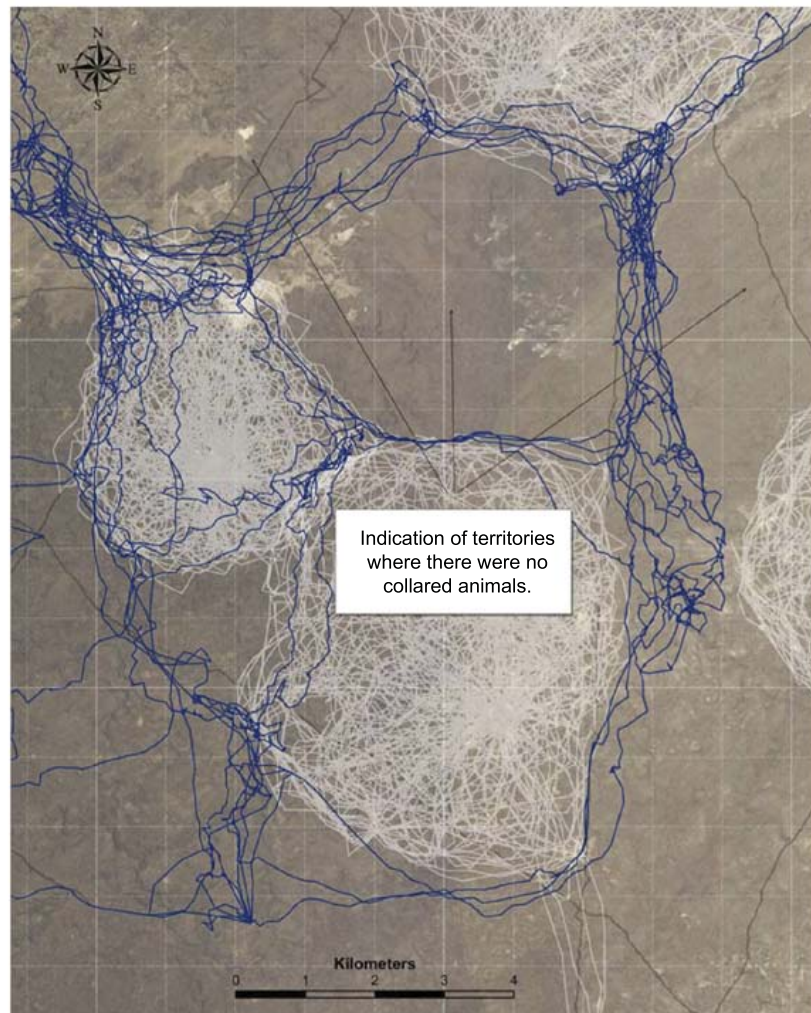 N
W E
S
Indication of territories
where there were no
collared animals.
Kilometers
0 1 2 3 4